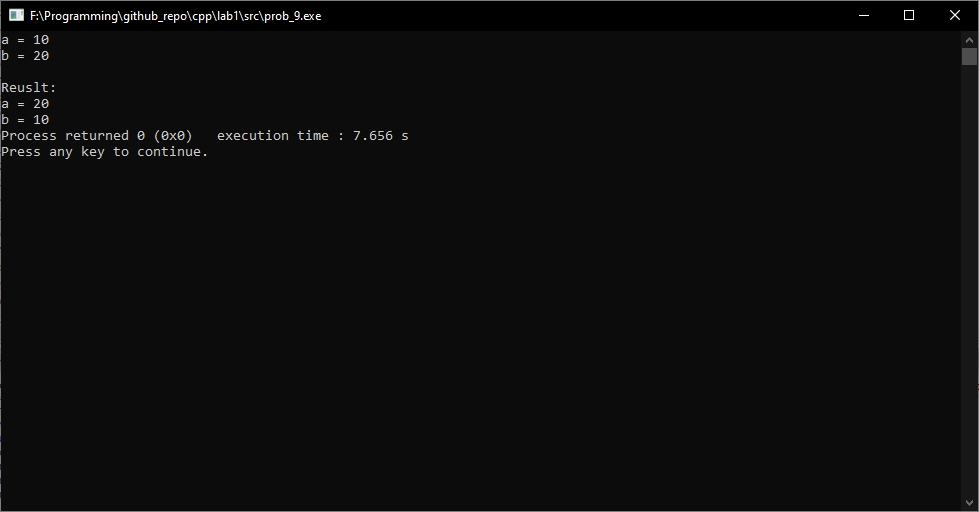 F:\Programming\github_repo\cpp\lab1\src\prob_9.exe
a = 10
b = 20
Reuslt:
a = 20
b = 10
Process returned 0 (0x0)   execution time : 7.656 s
Press any key to continue.